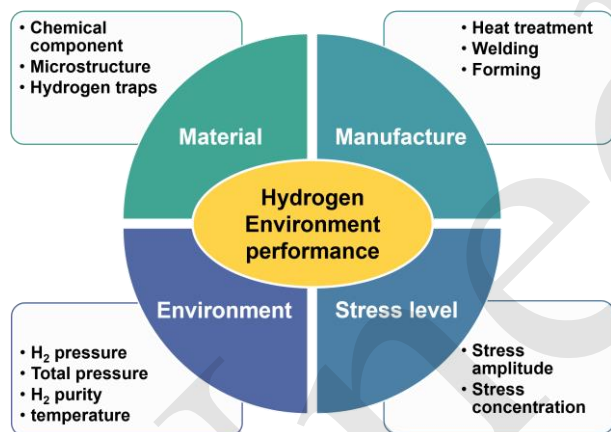 • Chemical
component
• Microstructure
• Hydrogen traps
• Heat treatment
• Welding
• Forming
Material
Manufacture
Hydrogen
Environment
performance
Environment
Stress level
• H₂ pressure
• Total pressure
• H₂ purity
• temperature
• Stress
amplitude
• Stress
concentration